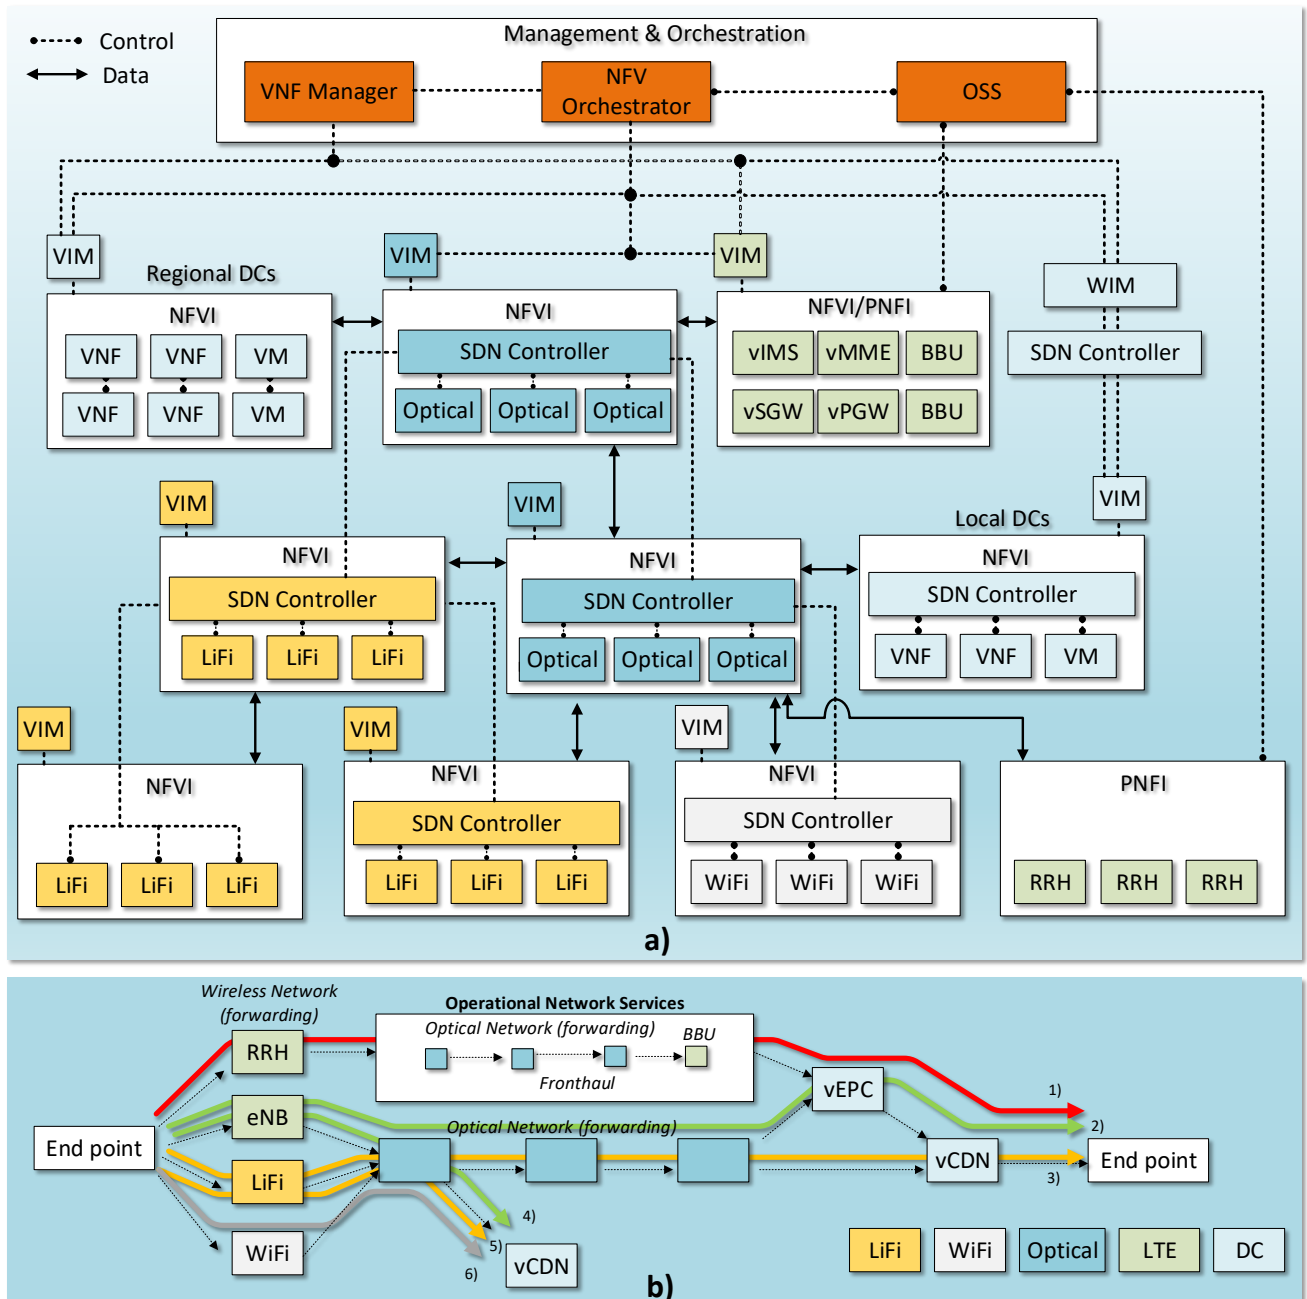 Control
Data
Management & Orchestration
VNF Manager
NFV
Orchestrator
OSS
VIM
VIM
VIM
Regional DCs
WIM
NFVI
NFVI
NFVI/PNFI
VNF
VNF
VM
SDN Controller
vIMS
vMME
BBU
SDN Controller
VNF
VNF
VM
Optical
Optical
Optical
vSGW
vPGW
BBU
VIM
VIM
VIM
Local DCs
NFVI
NFVI
NFVI
SDN Controller
SDN Controller
SDN Controller
LiFi
LiFi
LiFi
Optical
Optical
Optical
VNF
VNF
VM
VIM
VIM
VIM
NFVI
NFVI
NFVI
PNFI
SDN Controller
SDN Controller
LiFi
LiFi
LiFi
LiFi
LiFi
LiFi
WiFi
WiFi
WiFi
RRH
RRH
RRH
a)
Wireless Network
(forwarding)
Operational Network Services
Optical Network (forwarding)
BBU
RRH
Fronthaul
vEPC
1)
eNB
2)
Optical Network (forwarding)
End point
LiFi
vCDN
3)
End point
4)
WiFi
5)
6)
vCDN
LiFi
WiFi
Optical
LTE
DC
b)